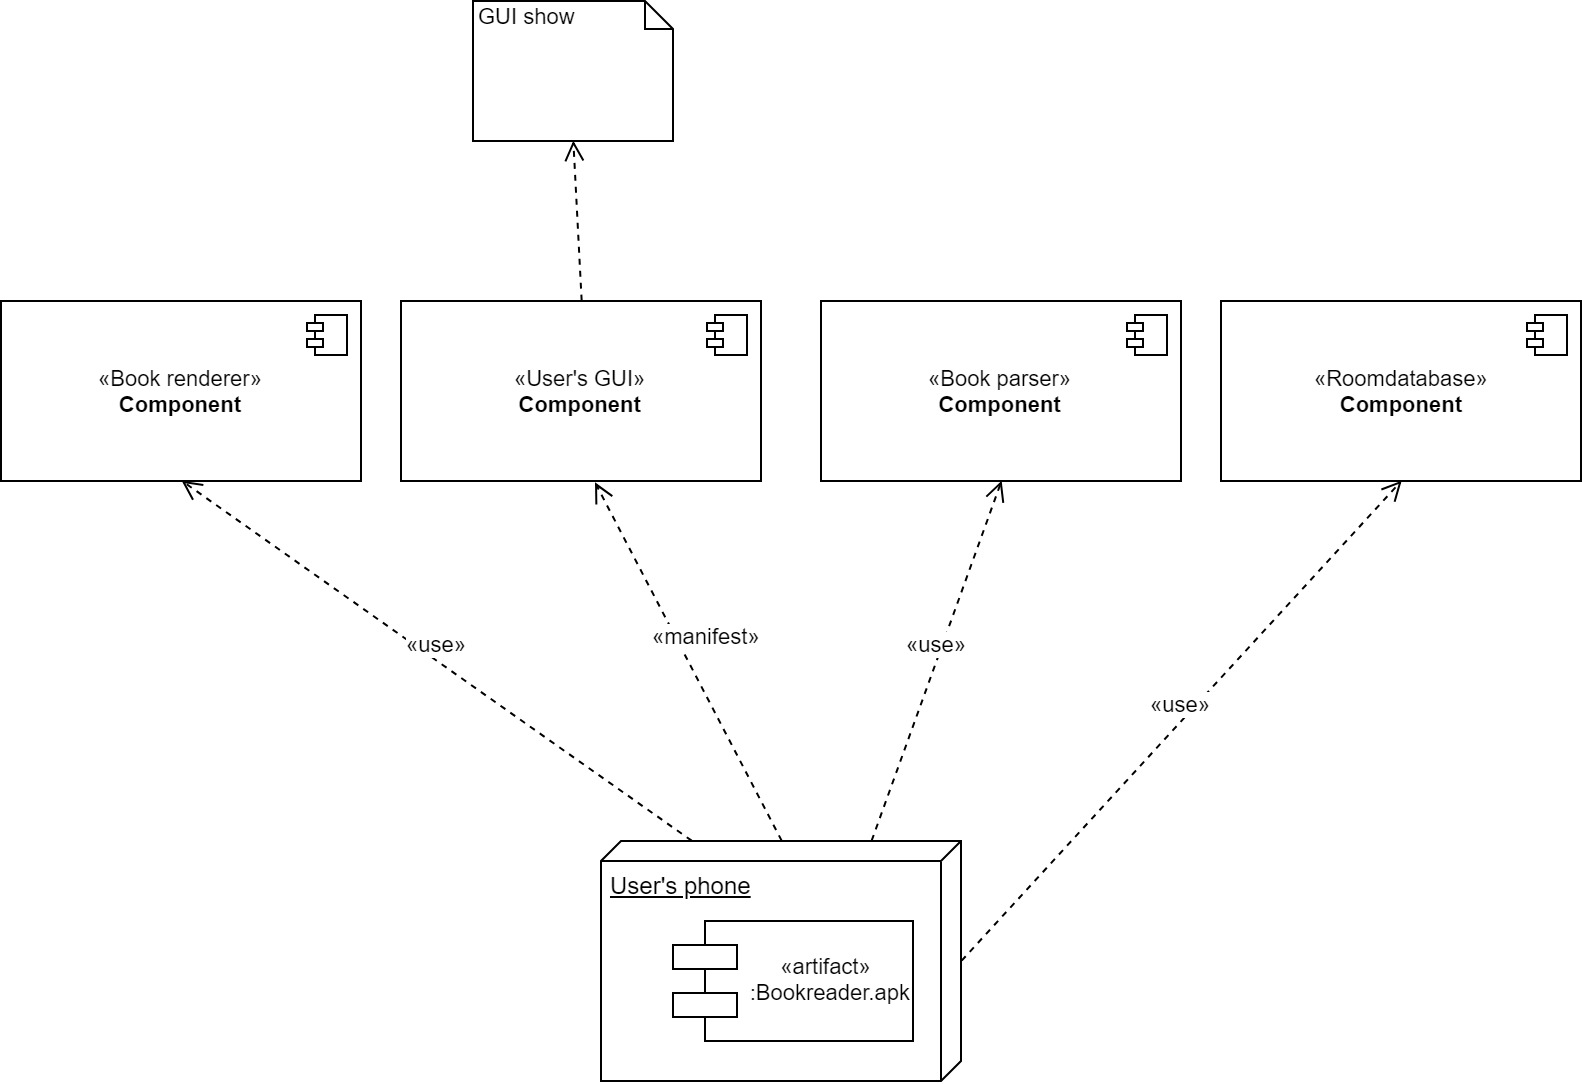 GUI show
«Book renderer»
Component
«User's GUI»
Component
«Book parser»
Component
«Roomdatabase»
Component
«use»
«manifest»
«use»
«use»
User's phone
«artifact»
:Bookreader.apk